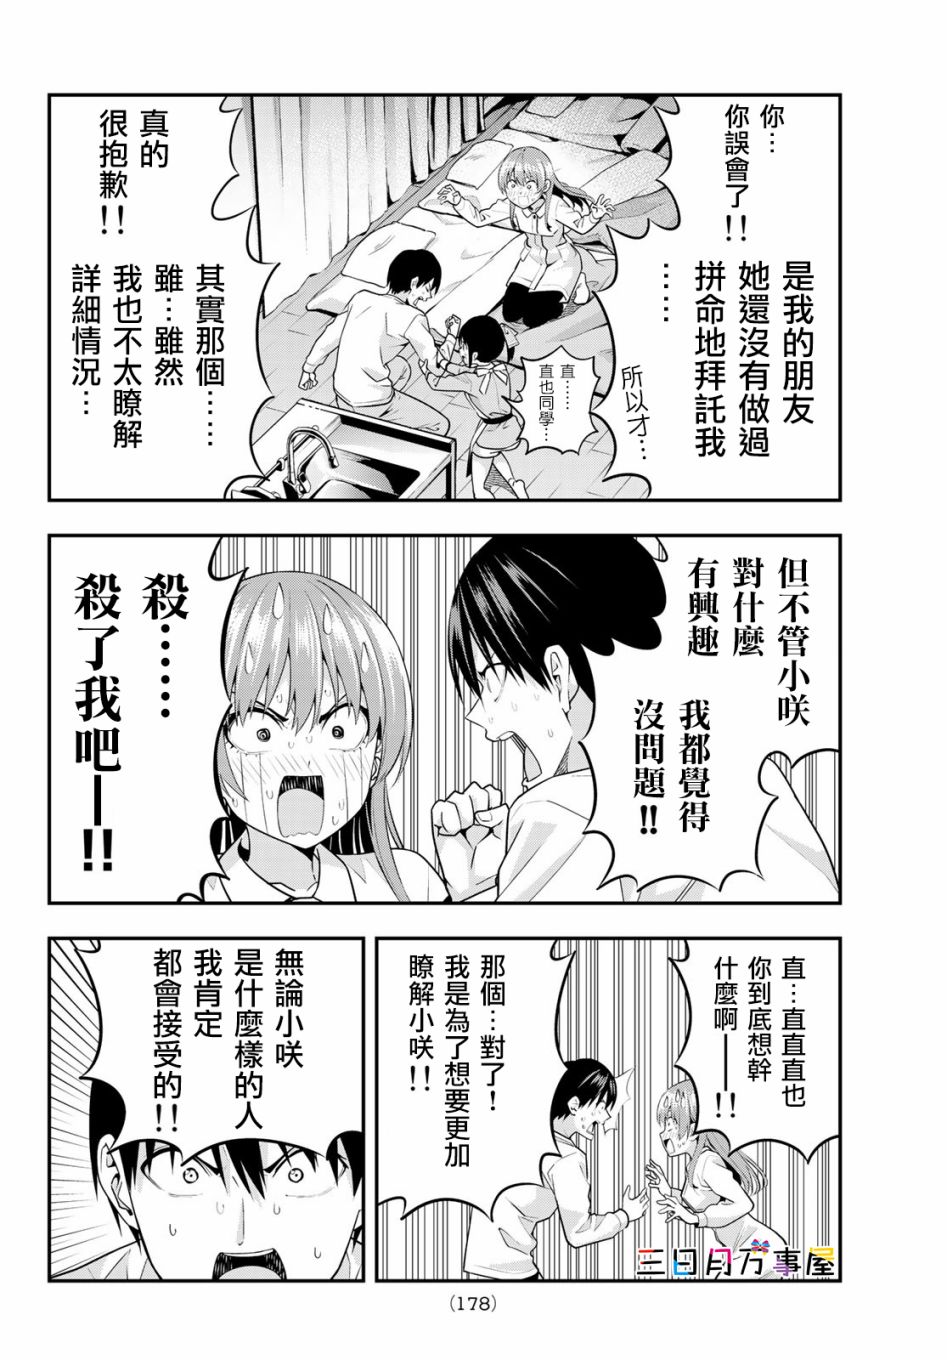 你…
你誤會了!!
是我的朋友
她還沒有做過
拼命地拜託我
……
所以才…
直……
直也同學…
真的
很抱歉!!
其實那個……
雖…雖然
我也不太瞭解
詳細情況…
但不管小咲
對什麼
有興趣
我都覺得
沒問題!!
殺……
殺了我吧—!!
直…直直直也
你到底想幹
什麼啊——!!
那個…對了!
我是為了想要更加
瞭解小咲!!
無論小咲
是什麼樣的人
我肯定
都會接受的!!
三日月万事屋
(178)